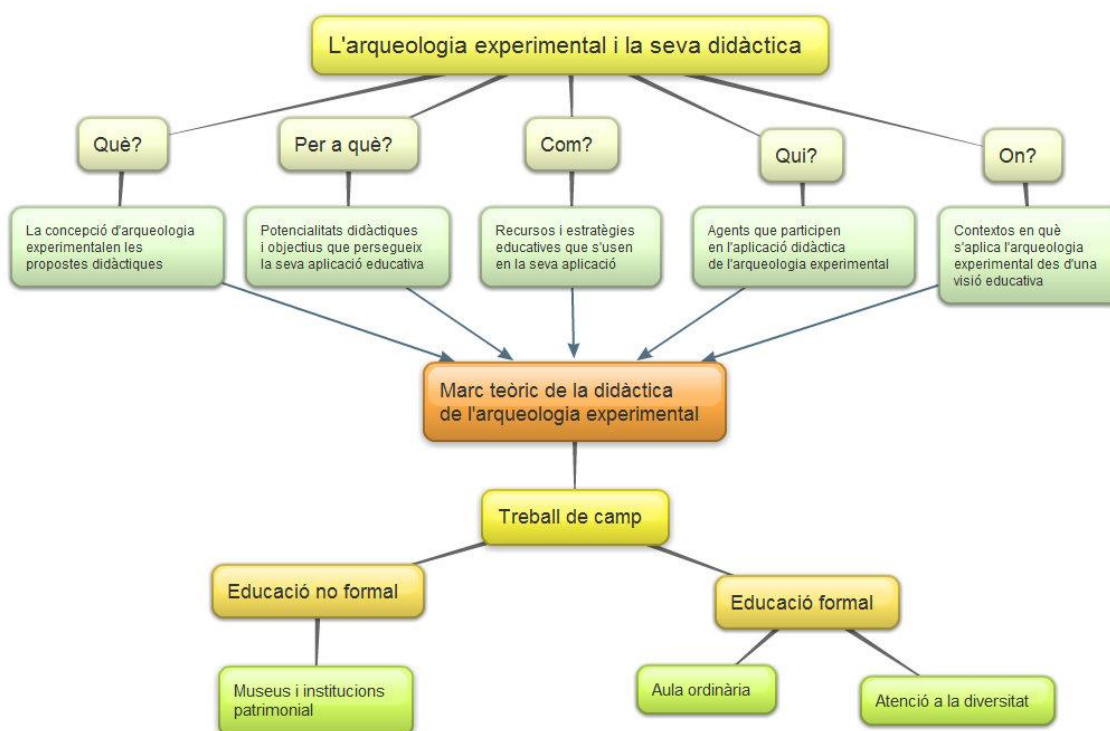 L'arqueologia experimental i la seva didàctica
Què?
Per a què?
Com?
Qui?
On?
La concepció d'arqueologia
experimentalen les
propostes didàctiques
Potencialitats didàctiques
i objectius que persegueix
la seva aplicació educativa
Recursos i estratègies
educatives que s'usen
en la seva aplicació
Agents que participen
en l'aplicació didàctica
de l'arqueologia experimental
Contextos en què
s'aplica l'arqueologia
experimental des d'una
visió educativa
Marc teòric de la didàctica
de l'arqueologia experimental
Treball de camp
Educació no formal
Educació formal
Museus i institucions
patrimonial
Aula ordinària
Atenció a la diversitat